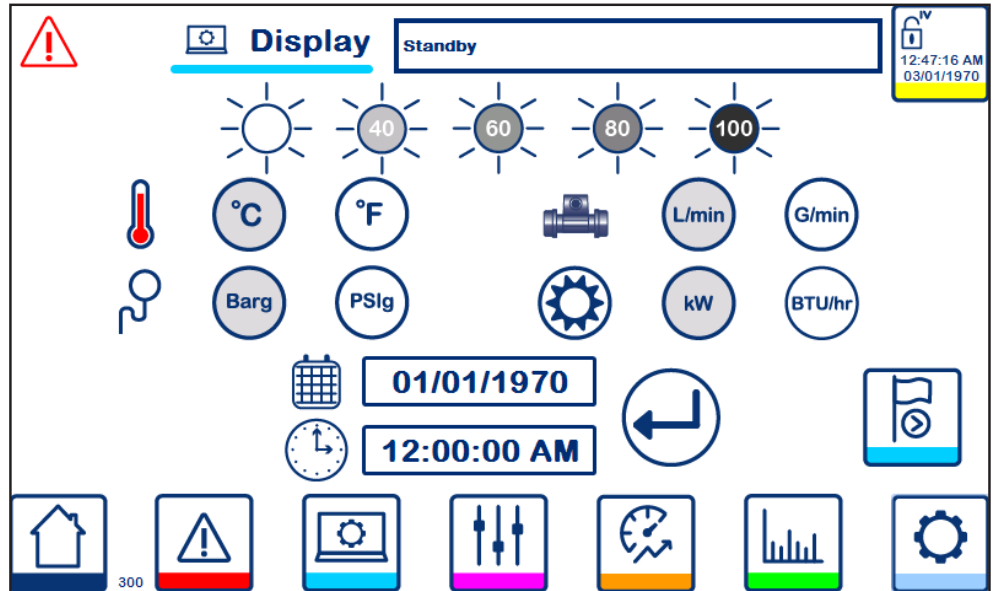 Display
Standby
IV
12:47:16 AM
03/01/1970
40
60
80
100
°C
°F
L/min
G/min
Barg
PSIg
kW
BTU/hr
01/01/1970
12:00:00 AM
300